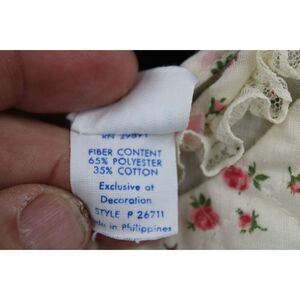 FIBER CONTENT
65% POLYESTER
35% COTTON
Exclusive of
Decoration
STYLE P 26711
in Philippines